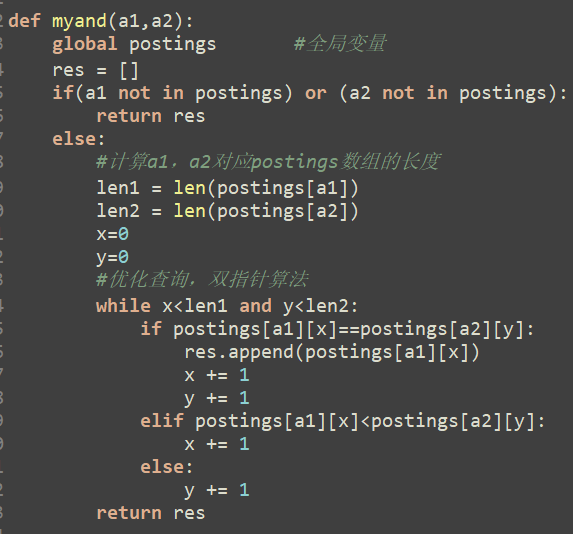 def myand(a1,a2):
    global postings       #全局变量
    res = []
    if(a1 not in postings) or (a2 not in postings):
        return res
    else:
        #计算a1，a2对应postings数组的长度
        len1 = len(postings[a1])
        len2 = len(postings[a2])
        x=0
        y=0
        #优化查询，双指针算法
        while x<len1 and y<len2:
            if postings[a1][x]==postings[a2][y]:
                res.append(postings[a1][x])
                x += 1
                y += 1
            elif postings[a1][x]<postings[a2][y]:
                x += 1
            else:
                y += 1
        return res